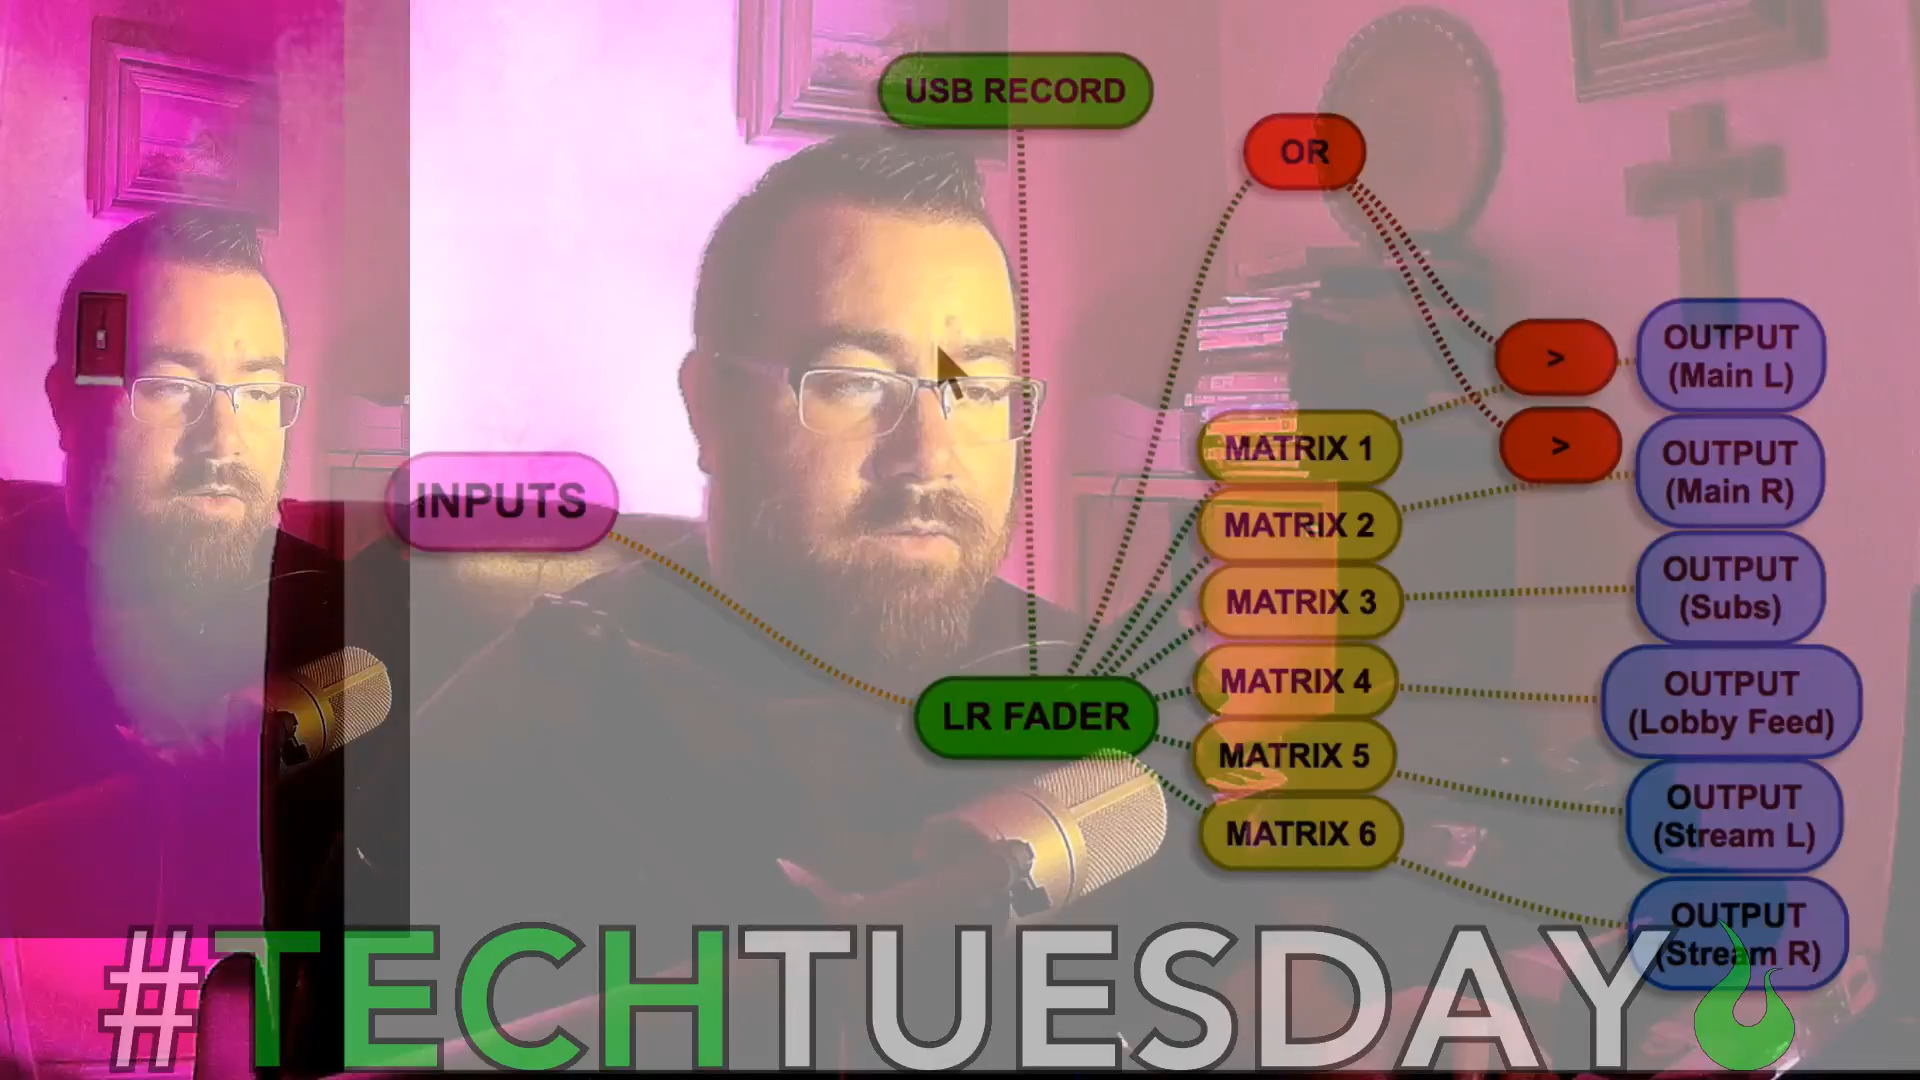 USB RECORD
OR
>
OUTPUT
(Main L)
MATRIX 1
>
OUTPUT
(Main R)
INPUTS
MATRIX 2
MATRIX 3
OUTPUT
(Subs)
MATRIX 4
OUTPUT
(Lobby Feed)
LR FADER
MATRIX 5
OUTPUT
(Stream L)
MATRIX 6
OUTPUT
(Stream R)
#TECHTUESDAY